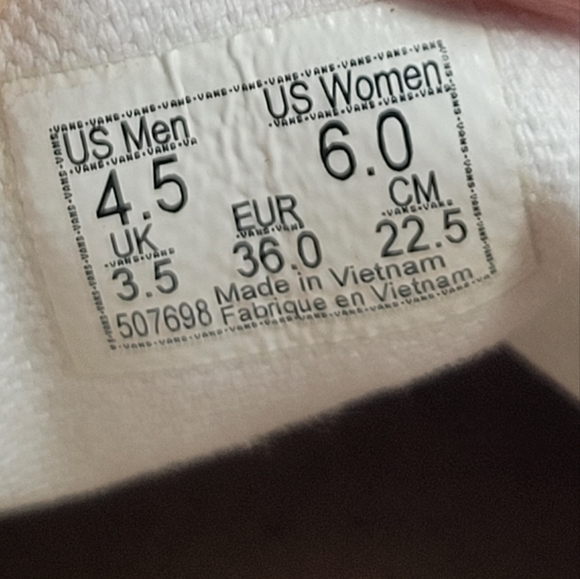 US Men US Women
4.5 6.0
UK EUR CM
3.5 36.0 22.5
Made in Vietnam
507698 Fabrique en Vietnam